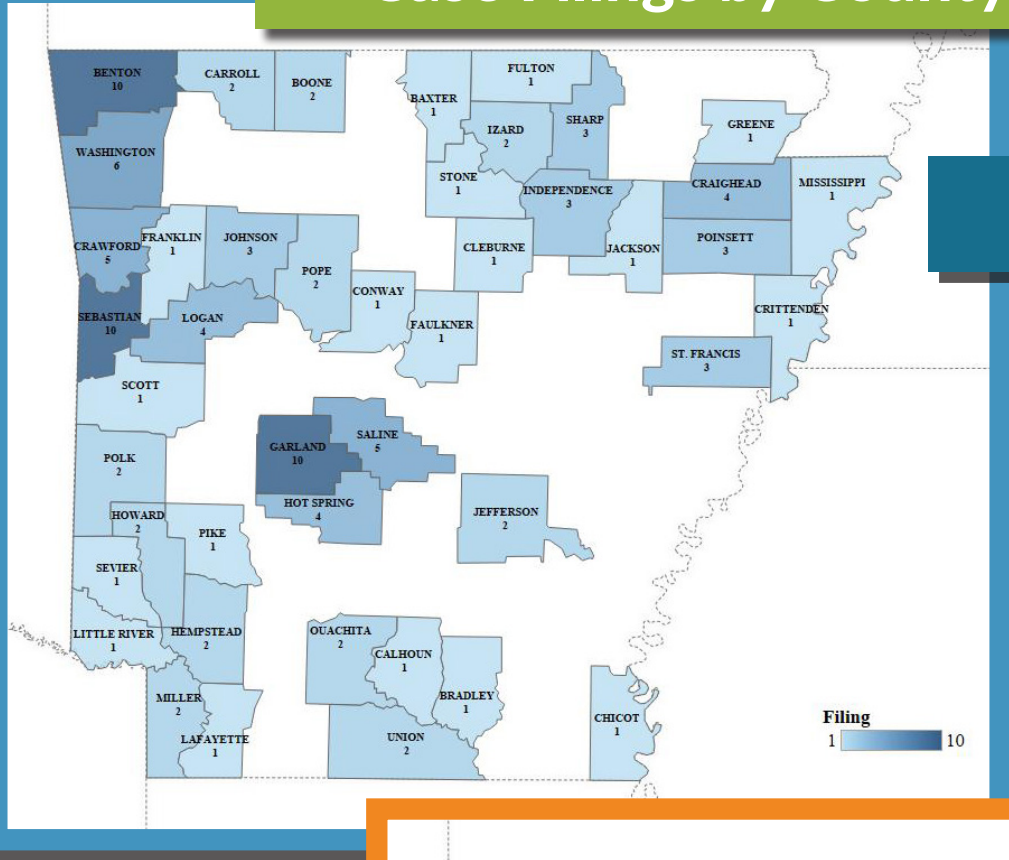 Case Filings by County
BENTON
10
CARROLL
2
BOONE
2
BAXTER
1
FULTON
1
IZARD
2
SHARP
3
GREENE
1
WASHINGTON
6
STONE
1
INDEPENDENCE
3
CRAIGHEAD
4
MISSISSIPPI
1
CRAWFORD
5
FRANKLIN
1
JOHNSON
3
POPE
2
CLEBURNE
1
JACKSON
1
POINSETT
3
CONWAY
1
FAULKNER
1
SEBASTIAN
10
LOGAN
4
CRITTENDEN
1
ST. FRANCIS
3
SCOTT
1
GARLAND
10
SALINE
5
POLK
2
HOT SPRING
4
JEFFERSON
2
HOWARD
2
PIKE
1
SEVIER
1
LITTLE RIVER
1
HEMPSTEAD
2
OUACHITA
2
CALHOUN
1
BRADLEY
1
MILLER
2
LAFAYETTE
1
UNION
2
CHICOT
1
Filing
1 10